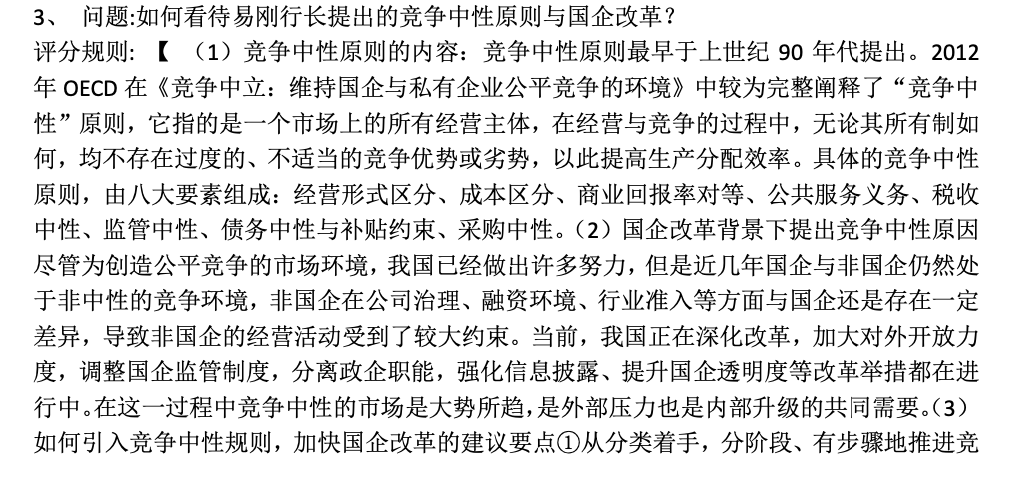 3、 问题:如何看待易刚行长提出的竞争中性原则与国企改革？
评分规则: 【 （1）竞争中性原则的内容：竞争中性原则最早于上世纪 90 年代提出。2012
年 OECD 在《竞争中立：维持国企与私有企业公平竞争的环境》中较为完整阐释了“竞争中
性”原则，它指的是一个市场上的所有经营主体，在经营与竞争的过程中，无论其所有制如
何，均不存在过度的、不适当的竞争优势或劣势，以此提高生产分配效率。具体的竞争中性
原则，由八大要素组成：经营形式区分、成本区分、商业回报率对等、公共服务义务、税收
中性、监管中性、债务中性与补贴约束、采购中性。（2）国企改革背景下提出竞争中性原因
尽管为创造公平竞争的市场环境，我国已经做出许多努力，但是近几年国企与非国企仍然处
于非中性的竞争环境，非国企在公司治理、融资环境、行业准入等方面与国企还是存在一定
差异，导致非国企的经营活动受到了较大约束。当前，我国正在深化改革，加大对外开放力
度，调整国企监管制度，分离政企职能，强化信息披露、提升国企透明度等改革举措都在进
行中。在这一过程中竞争中性的市场是大势所趋，是外部压力也是内部升级的共同需要。（3）
如何引入竞争中性规则，加快国企改革的建议要点①从分类着手，分阶段、有步骤地推进竞